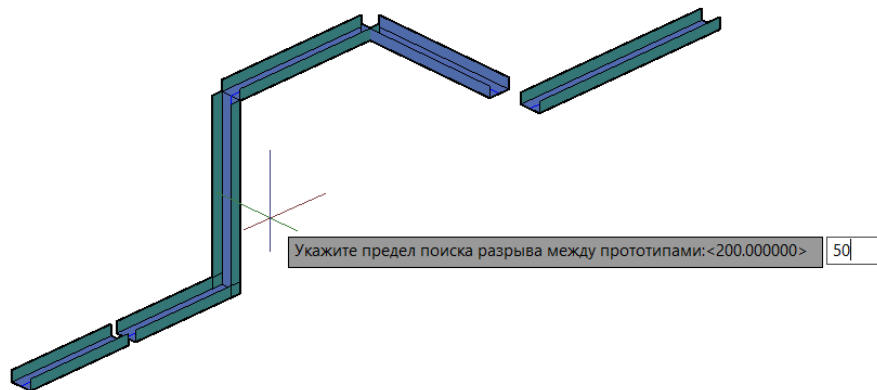 Укажите предел поиска разрыва между прототипами:<200.000000> 50